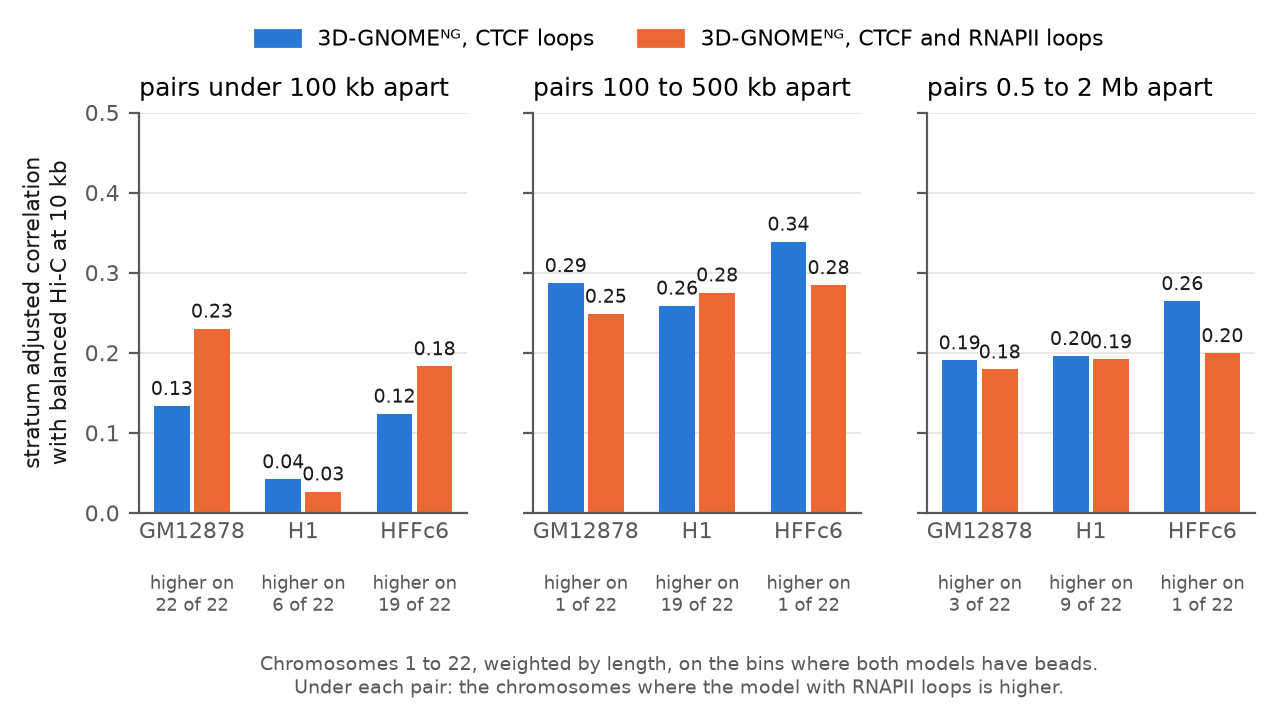 3D-GNOMEᴺᴳ, CTCF loops 3D-GNOMEᴺᴳ, CTCF and RNAPII loops
pairs under 100 kb apart pairs 100 to 500 kb apart pairs 0.5 to 2 Mb apart
stratum adjusted correlation
with balanced Hi-C at 10 kb
0.5
0.4
0.3
0.2
0.1
0.0
0.13 0.23 0.04 0.03 0.12 0.18
0.29 0.25 0.26 0.28 0.34 0.28
0.19 0.18 0.20 0.19 0.26 0.20
GM12878 H1 HFFc6 GM12878 H1 HFFc6 GM12878 H1 HFFc6
higher on higher on higher on higher on higher on higher on higher on higher on higher on
22 of 22 6 of 22 19 of 22 1 of 22 19 of 22 1 of 22 3 of 22 9 of 22 1 of 22
Chromosomes 1 to 22, weighted by length, on the bins where both models have beads.
Under each pair: the chromosomes where the model with RNAPII loops is higher.